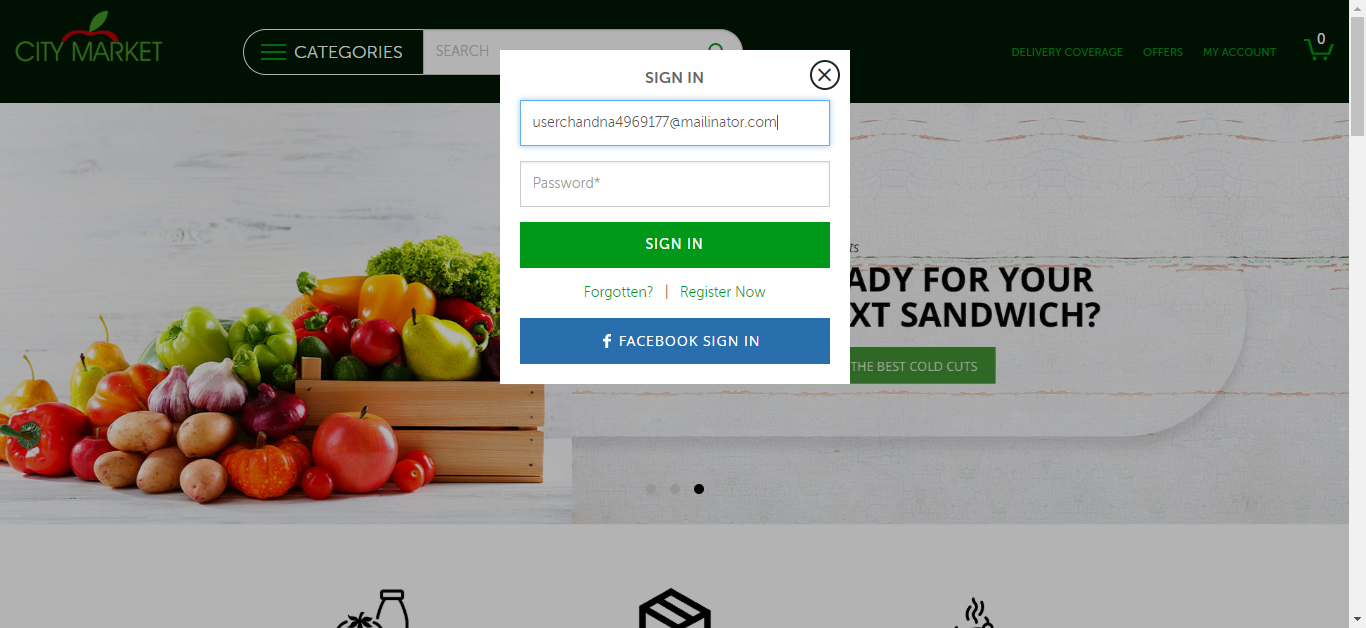 CITY MARKET
CATEGORIES
SEARCH
DELIVERY COVERAGE
OFFERS
MY ACCOUNT
0
SIGN IN
userchandna4969177@mailinator.com
Password*
SIGN IN
Forgotten? | Register Now
f FACEBOOK SIGN IN
ADY FOR YOUR
XT SANDWICH?
THE BEST COLD CUTS